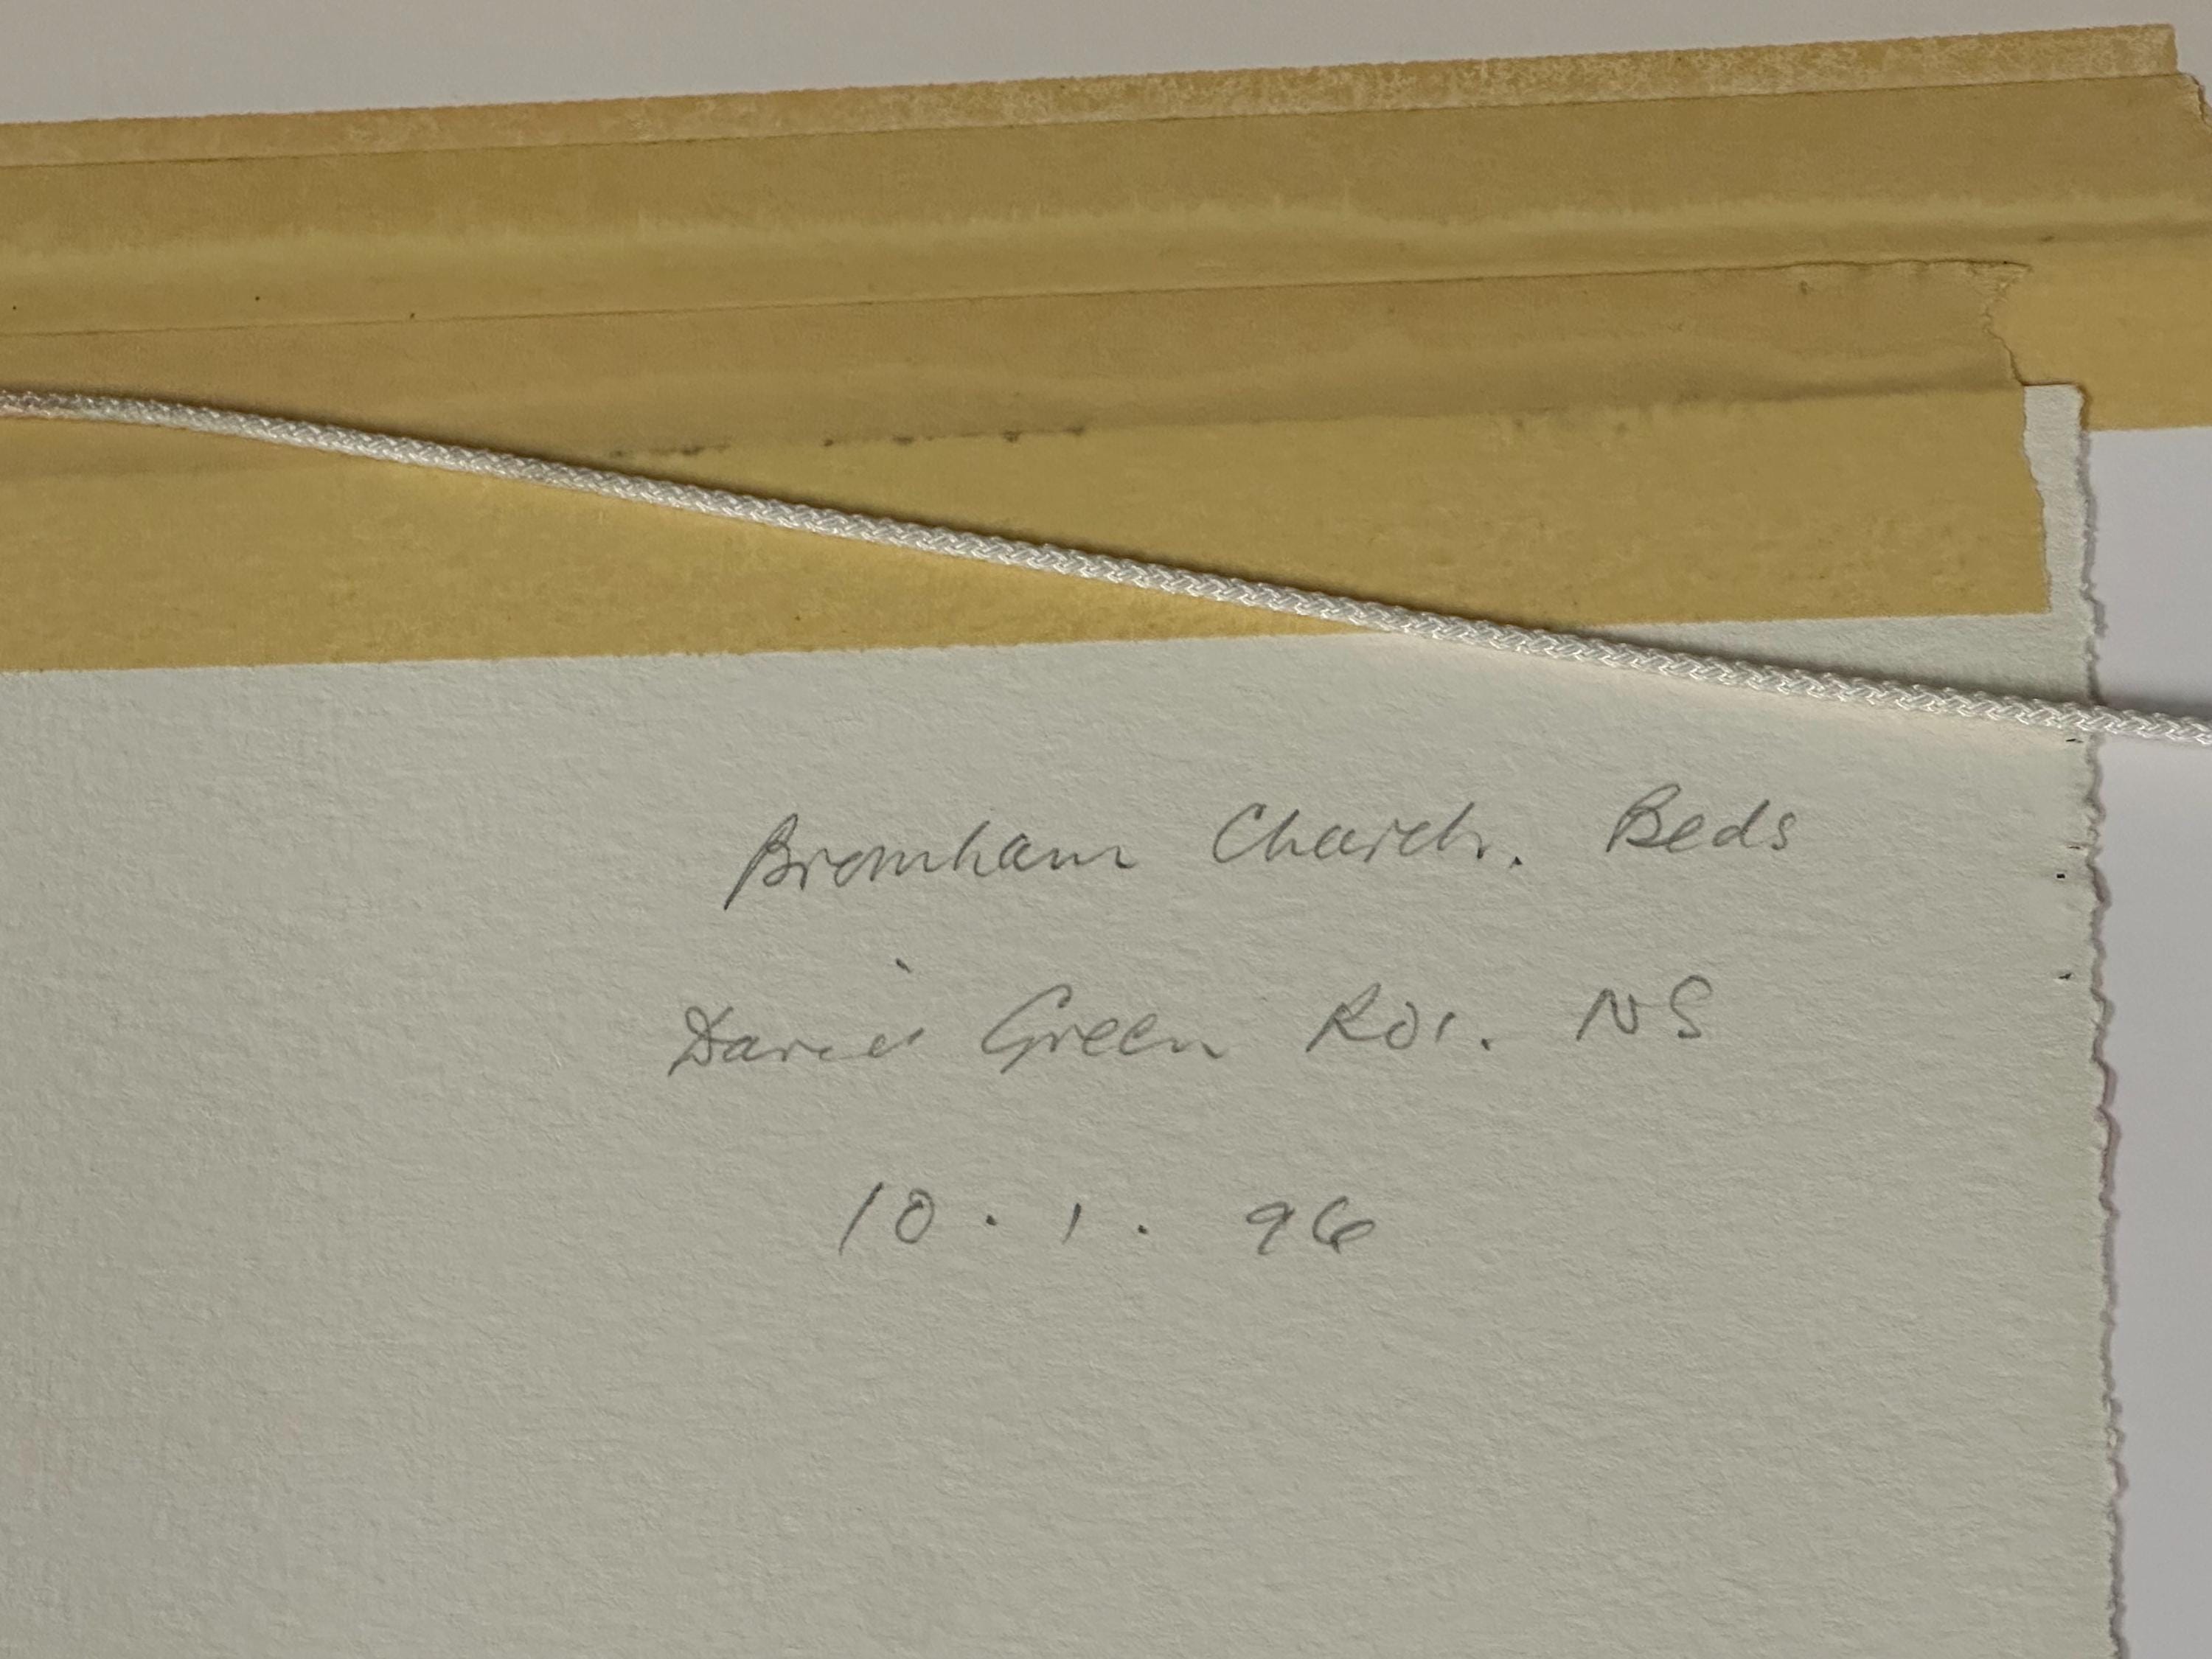 Bromham Church. Beds
David Green ROI. NS
10.1.96